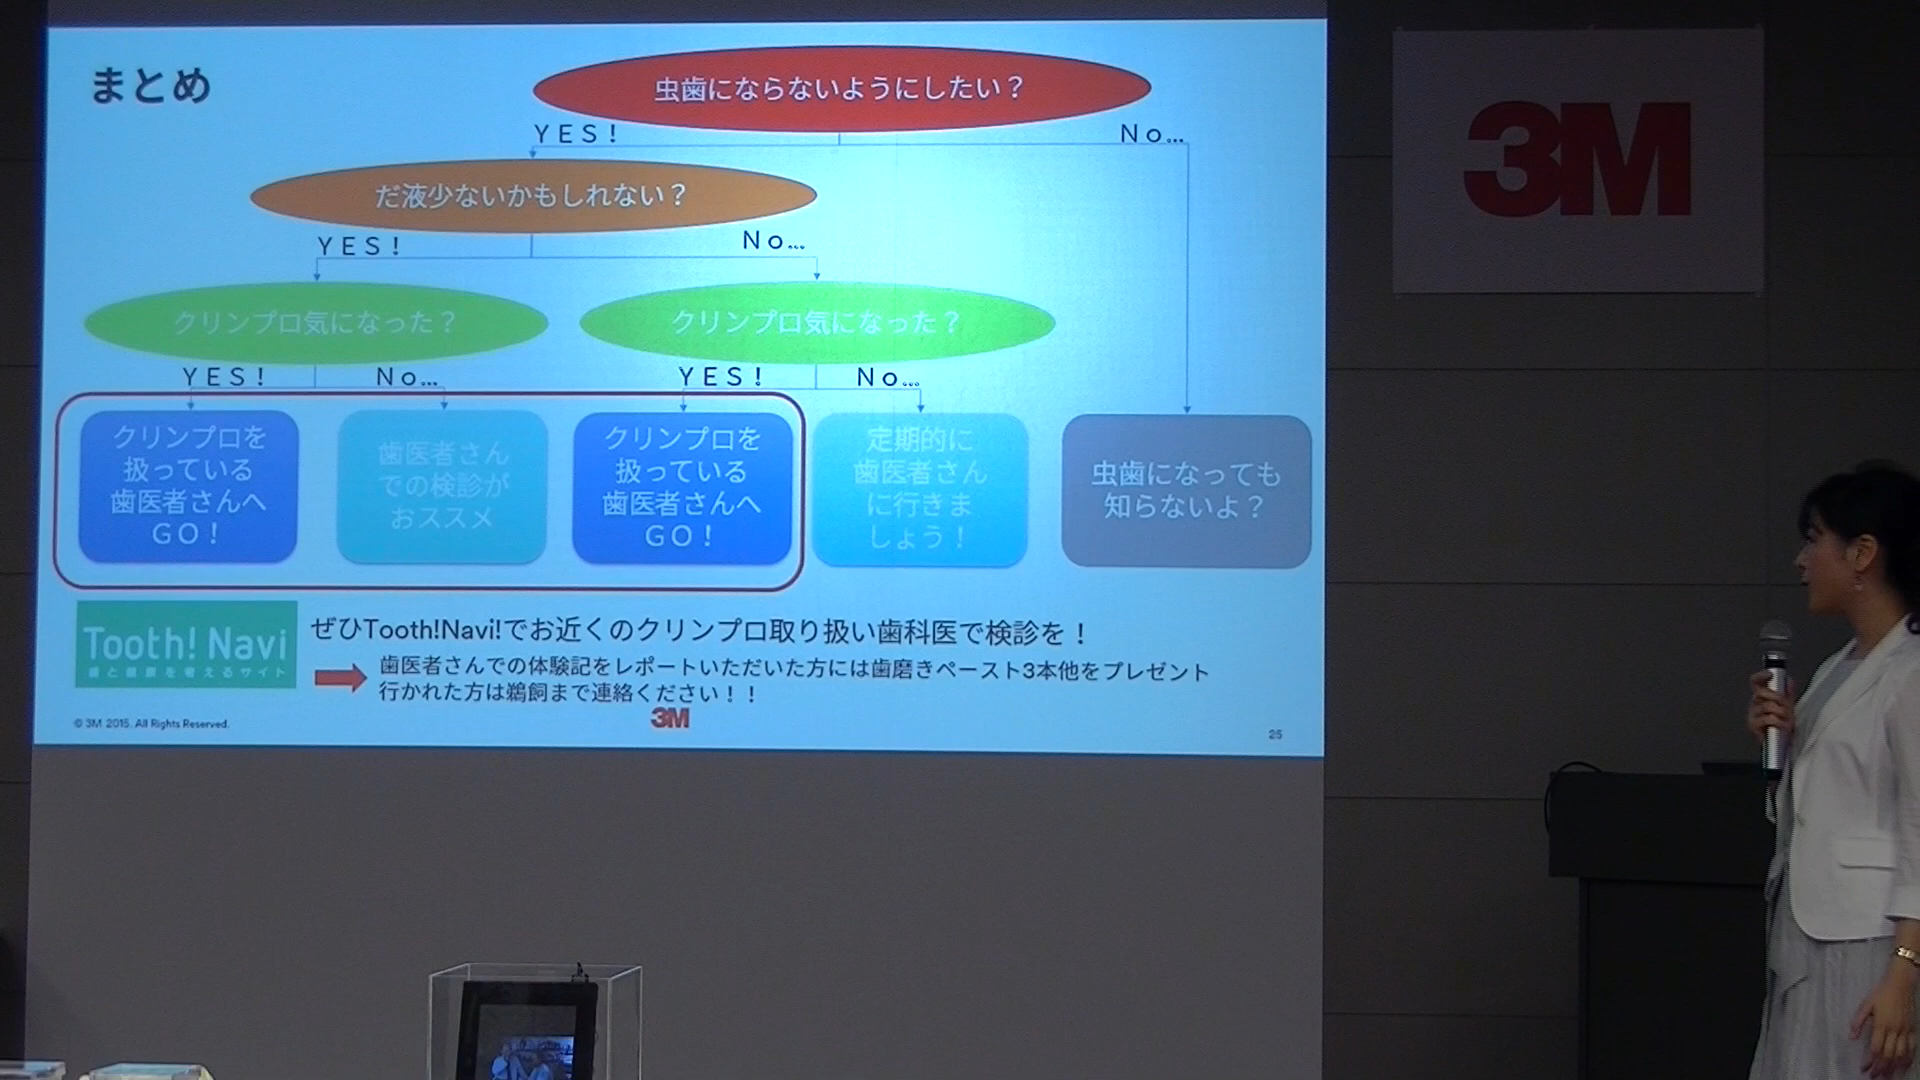 まとめ
虫歯にならないようにしたい？
ＹＥＳ！
Ｎｏ…
だ液少ないかもしれない？
ＹＥＳ！
Ｎｏ…
クリンプロ気になった？
クリンプロ気になった？
ＹＥＳ！
Ｎｏ…
ＹＥＳ！
Ｎｏ…
クリンプロを
扱っている
歯医者さんへ
ＧＯ！
歯医者さん
での検診が
おススメ
クリンプロを
扱っている
歯医者さんへ
ＧＯ！
定期的に
歯医者さん
に行きま
しょう！
虫歯になっても
知らないよ？
Tooth! Navi
歯と健康を考えるサイト
ぜひTooth!Navi!でお近くのクリンプロ取り扱い歯科医で検診を！
歯医者さんでの体験記をレポートいただいた方には歯磨きペースト3本他をプレゼント
行かれた方は鵜飼まで連絡ください！！
© 3M 2015. All Rights Reserved.
3M
25
3M